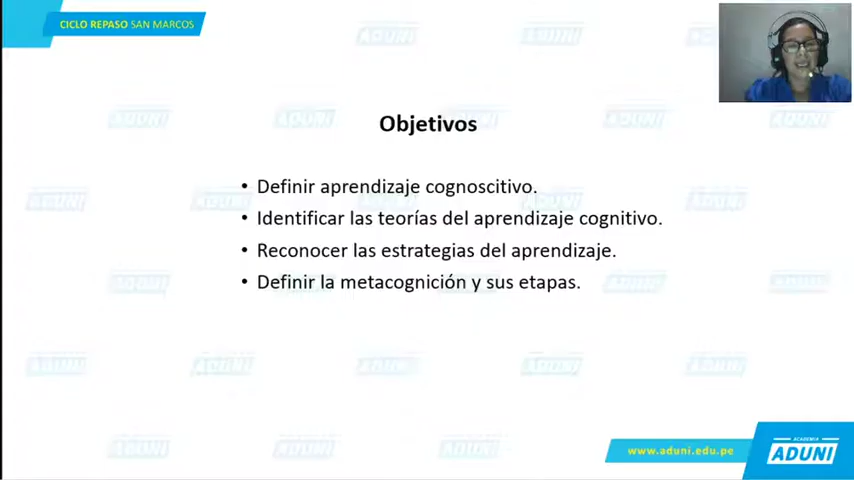 CICLO REPASO SAN MARCOS
Objetivos
• Definir aprendizaje cognoscitivo.
• Identificar las teorías del aprendizaje cognitivo.
• Reconocer las estrategias del aprendizaje.
• Definir la metacognición y sus etapas.
www.aduni.edu.pe
ACADEMIA
ADUNI